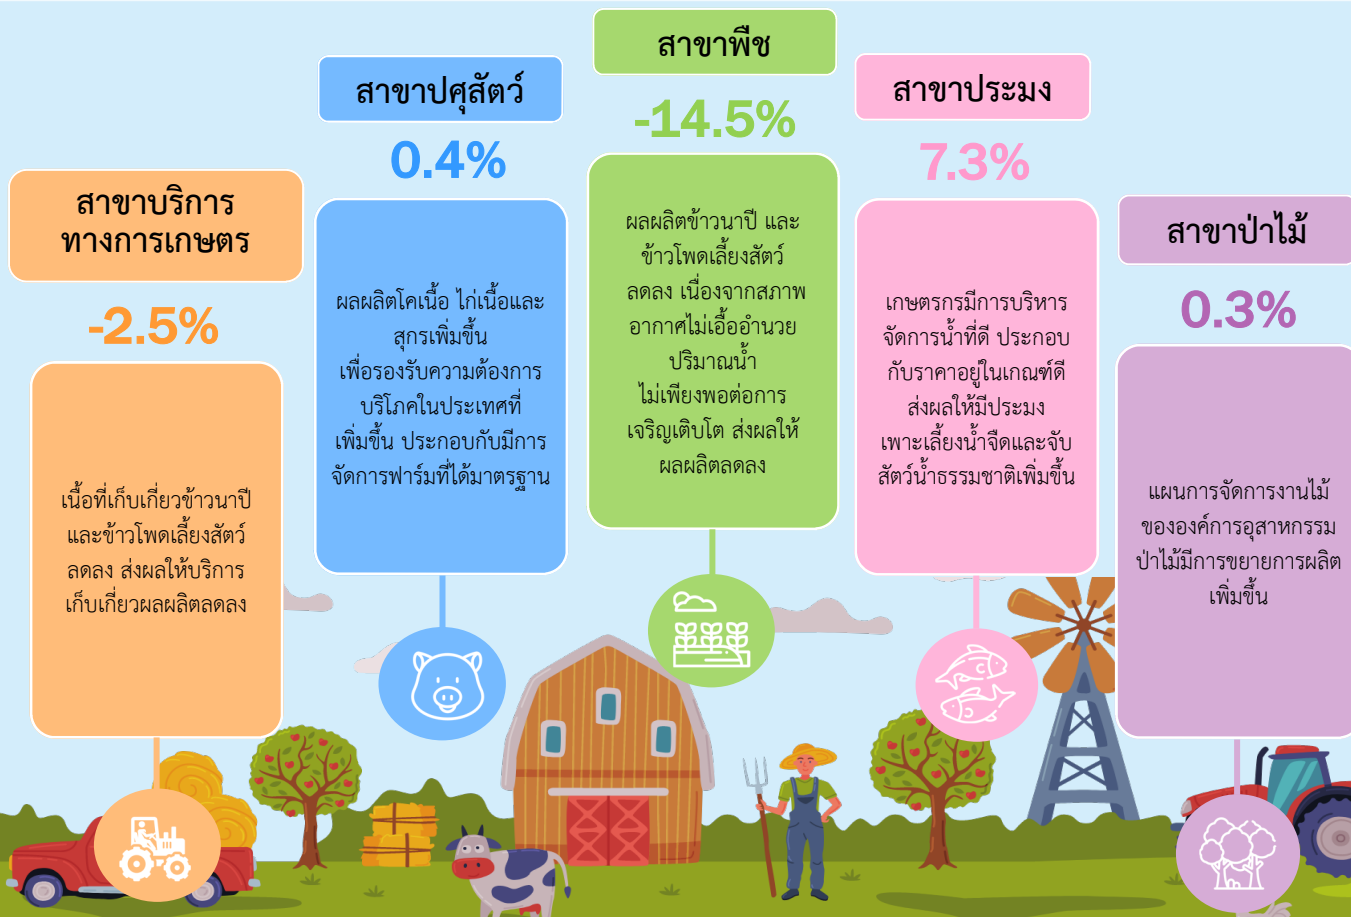 สาขาบริการ
ทางการเกษตร
-2.5%
เนื้อที่เก็บเกี่ยวข้าวนาปี
และข้าวโพดเลี้ยงสัตว์
ลดลง ส่งผลให้บริการ
เก็บเกี่ยวผลผลิตลดลง
สาขาปศุสัตว์
0.4%
ผลผลิตโคเนื้อ ไก่เนื้อและ
สุกรเพิ่มขึ้น
เพื่อรองรับความต้องการ
บริโภคในประเทศที่
เพิ่มขึ้น ประกอบกับมีการ
จัดการฟาร์มที่ได้มาตรฐาน
สาขาพืช
-14.5%
ผลผลิตข้าวนาปี และ
ข้าวโพดเลี้ยงสัตว์
ลดลง เนื่องจากสภาพ
อากาศไม่เอื้ออำนวย
ปริมาณน้ำ
ไม่เพียงพอต่อการ
เจริญเติบโต ส่งผลให้
ผลผลิตลดลง
สาขาประมง
7.3%
เกษตรกรมีการบริหาร
จัดการน้ำที่ดี ประกอบ
กับราคาอยู่ในเกณฑ์ดี
ส่งผลให้มีประมง
เพาะเลี้ยงน้ำจืดและจับ
สัตว์น้ำธรรมชาติเพิ่มขึ้น
สาขาป่าไม้
0.3%
แผนการจัดการงานไม้
ขององค์การอุสาหกรรม
ป่าไม้มีการขยายการผลิต
เพิ่มขึ้น